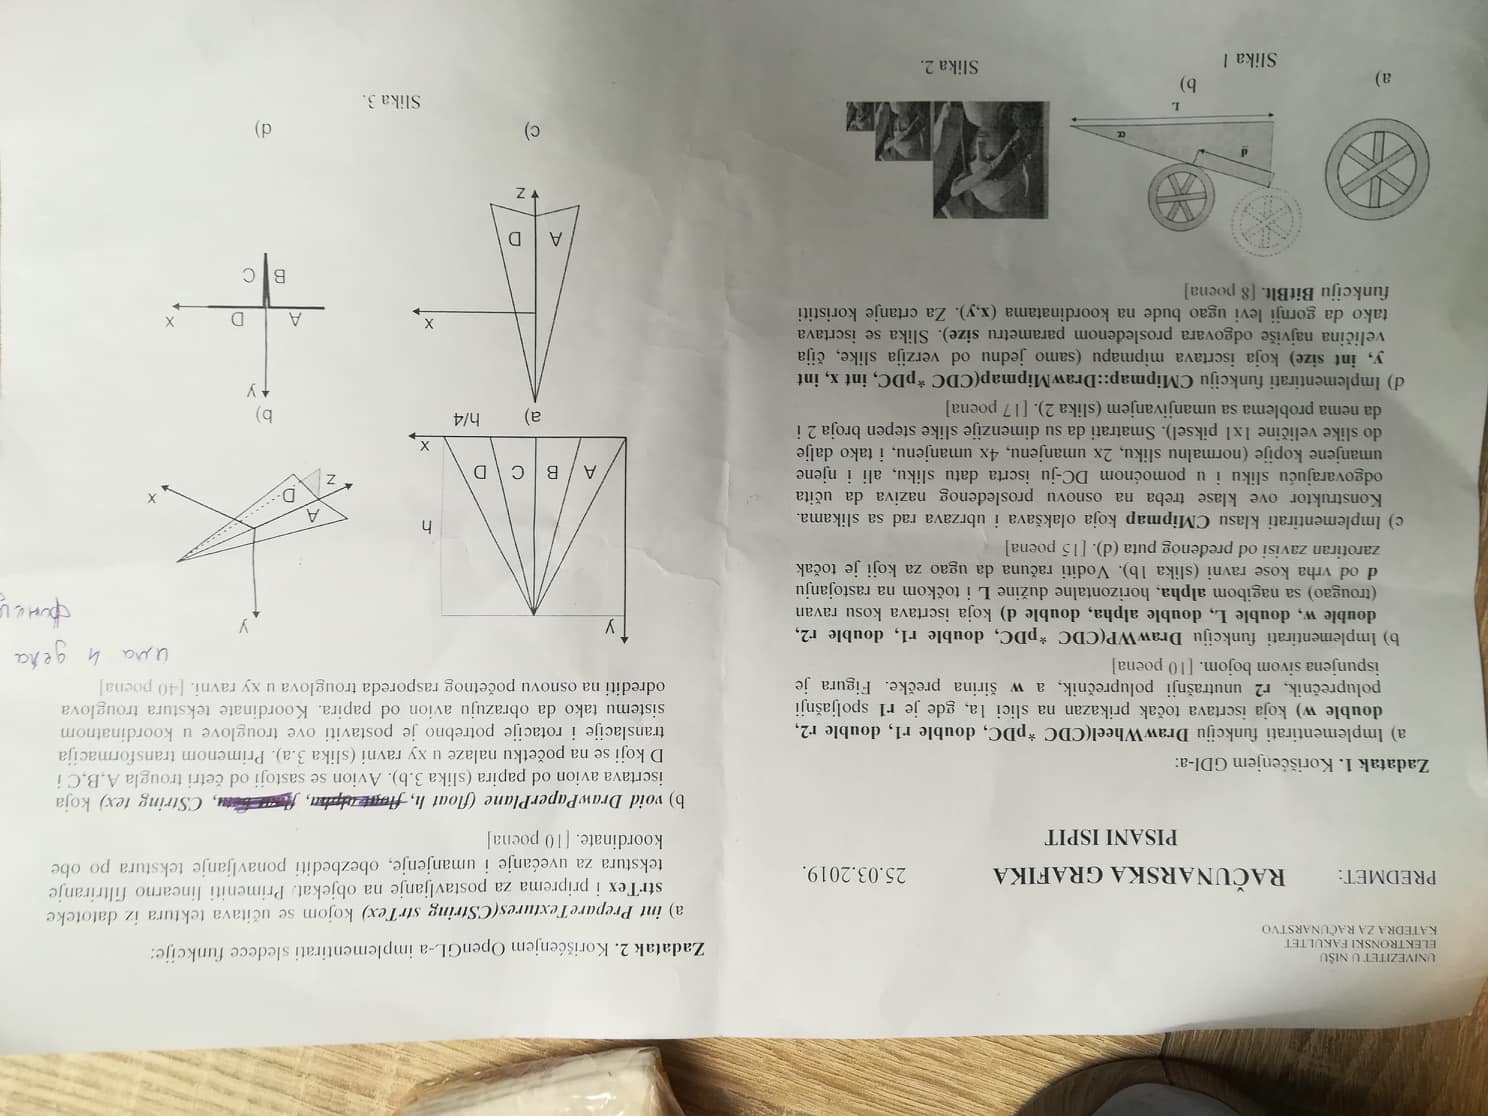 UNIVEZITET U NIŠU
ELEKTRONSKI FAKULTET
KATEDRA ZA RAČUNARSTVO
PREDMET: RAČUNARSKA GRAFIKA 25.03.2019.
PISANI ISPIT
Zadatak 1. Korišćenjem GDI-a:
a) Implementirati funkciju DrawWheel(CDC *pDC, double r1, double r2,
double w) koja iscrtava točak prikazan na slici 1a, gde je r1 spoljašnji
poluprečnik, r2 unutrašnji poluprečnik, a w širina prečke. Figura je
ispunjena sivom bojom. [10 poena]
b) Implementirati funkciju DrawWP(CDC *pDC, double r1, double r2,
double w, double L, double alpha, double d) koja iscrtava kosu ravan
(trougao) sa nagibom alpha, horizontalne dužine L i točkom na rastojanju
d od vrha kose ravni (slika 1b). Voditi računa da ugao za koji je točak
zarotiran zavisi od pređenog puta (d). [15 poena]
c) Implementirati klasu CMipmap koja olakšava i ubrzava rad sa slikama.
Konstruktor ove klase treba na osnovu prosleđenog naziva da učita
odgovarajuću sliku i u pomoćnom DC-ju iscrta datu sliku, ali i njene
umanjene kopije (normalnu sliku, 2x umanjenu, 4x umanjenu, i tako dalje
do slike veličine 1x1 piksel). Smatrati da su dimenzije slike stepen broja 2 i
da nema problema sa umanjivanjem (slika 2). [17 poena]
d) Implementirati funkciju CMipmap::DrawMipmap(CDC *pDC, int x, int
y, int size) koja iscrtava mipmapu (samo jednu od verzija slike, čija
veličina najviše odgovara prosleđenom parametru size). Slika se iscrtava
tako da gornji levi ugao bude na koordinatama (x,y). Za crtanje koristiti
funkciju BitBlt. [8 poena]
d
α
L
a)
b)
Slika 1
Slika 2.
Zadatak 2. Korišćenjem OpenGL-a implementirati sledece funkcije:
a) int PrepareTextures(CString strTex) kojom se učitava tektura iz datoteke
strTex i priprema za postavljanje na objekat. Primeniti linearno filtriranje
tekstura za uvećanje i umanjenje, obezbediti ponavljanje tekstura po obe
koordinate. [10 poena]
b) void DrawPaperPlane (float h, float alpha, float betu, CString tex) koja
iscrtava avion od papira (slika 3.b). Avion se sastoji od četri trougla A,B,C i
D koji se na početku nalaze u xy ravni (slika 3.a). Primenom transformacija
translacije i rotacije potrebno je postaviti ove trouglove u koordinatnom
sistemu tako da obrazuju avion od papira. Koordinate tekstura trouglova
odrediti na osnovu početnog rasporeda trouglova u xy ravni. [40 poena]
има 4 дела
y
h
A B C D
x
a) h/4
y
A
D
x
z
b)
x
A D
z
c)
y
A D x
B C
d)
Slika 3.